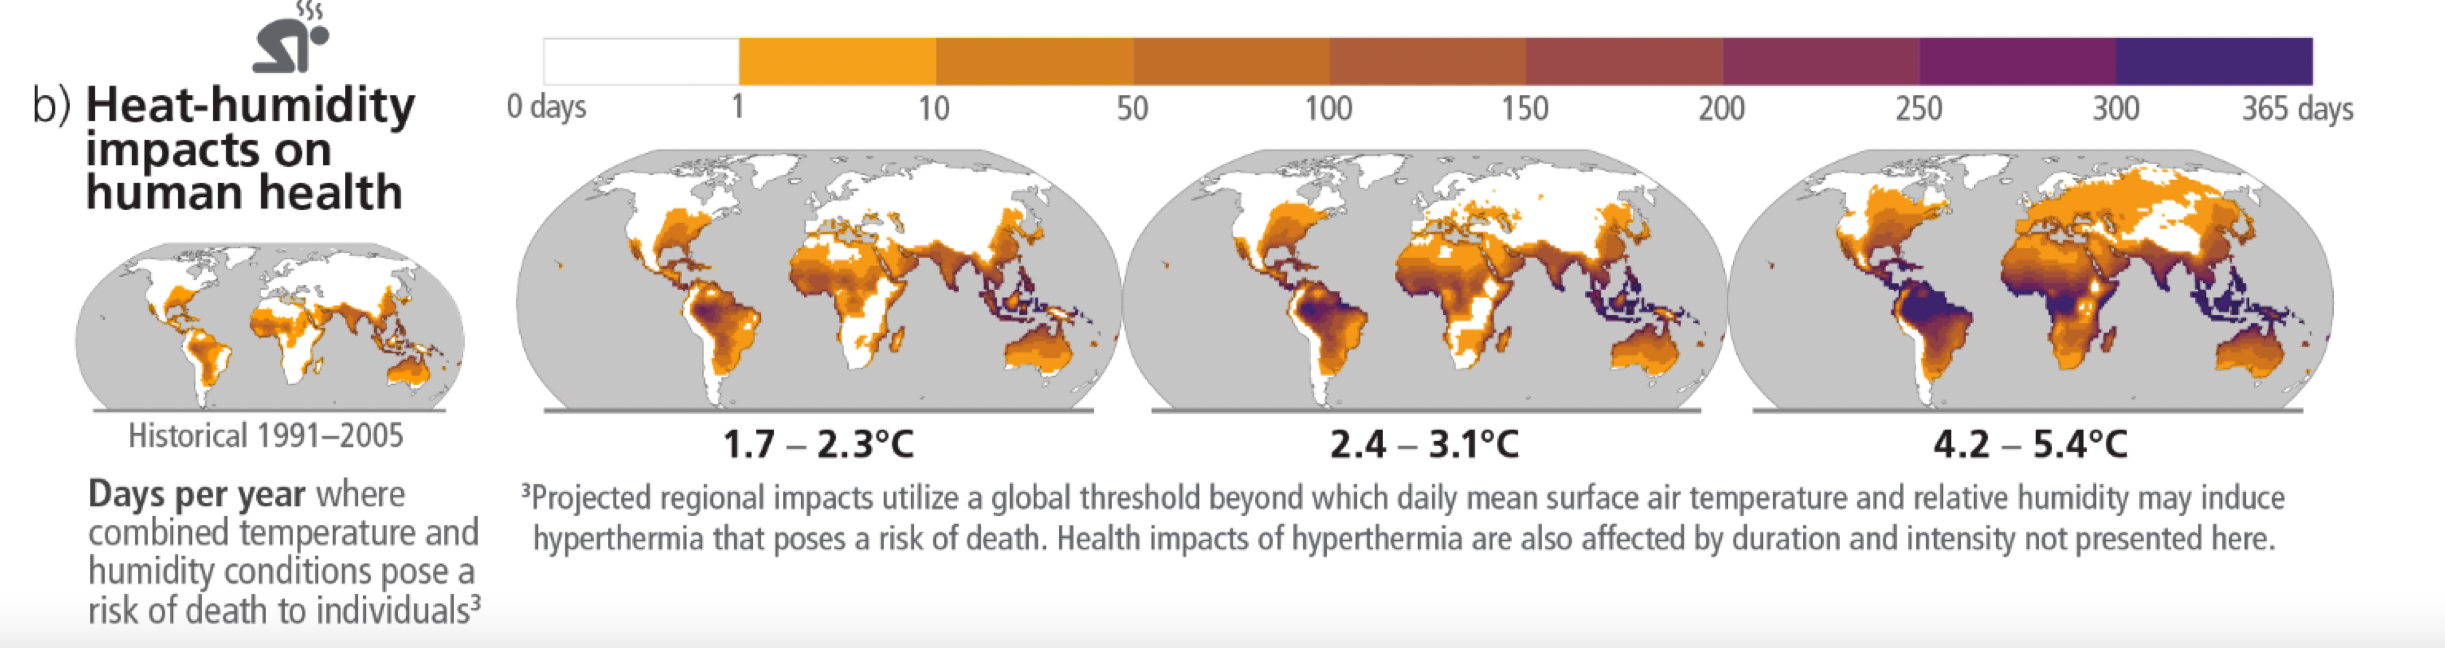 b) Heat-humidity
impacts on
human health
0 days 1 10 50 100 150 200 250 300 365 days
Historical 1991–2005
Days per year where
combined temperature and
humidity conditions pose a
risk of death to individuals³
1.7 – 2.3°C
2.4 – 3.1°C
4.2 – 5.4°C
³Projected regional impacts utilize a global threshold beyond which daily mean surface air temperature and relative humidity may induce
hyperthermia that poses a risk of death. Health impacts of hyperthermia are also affected by duration and intensity not presented here.